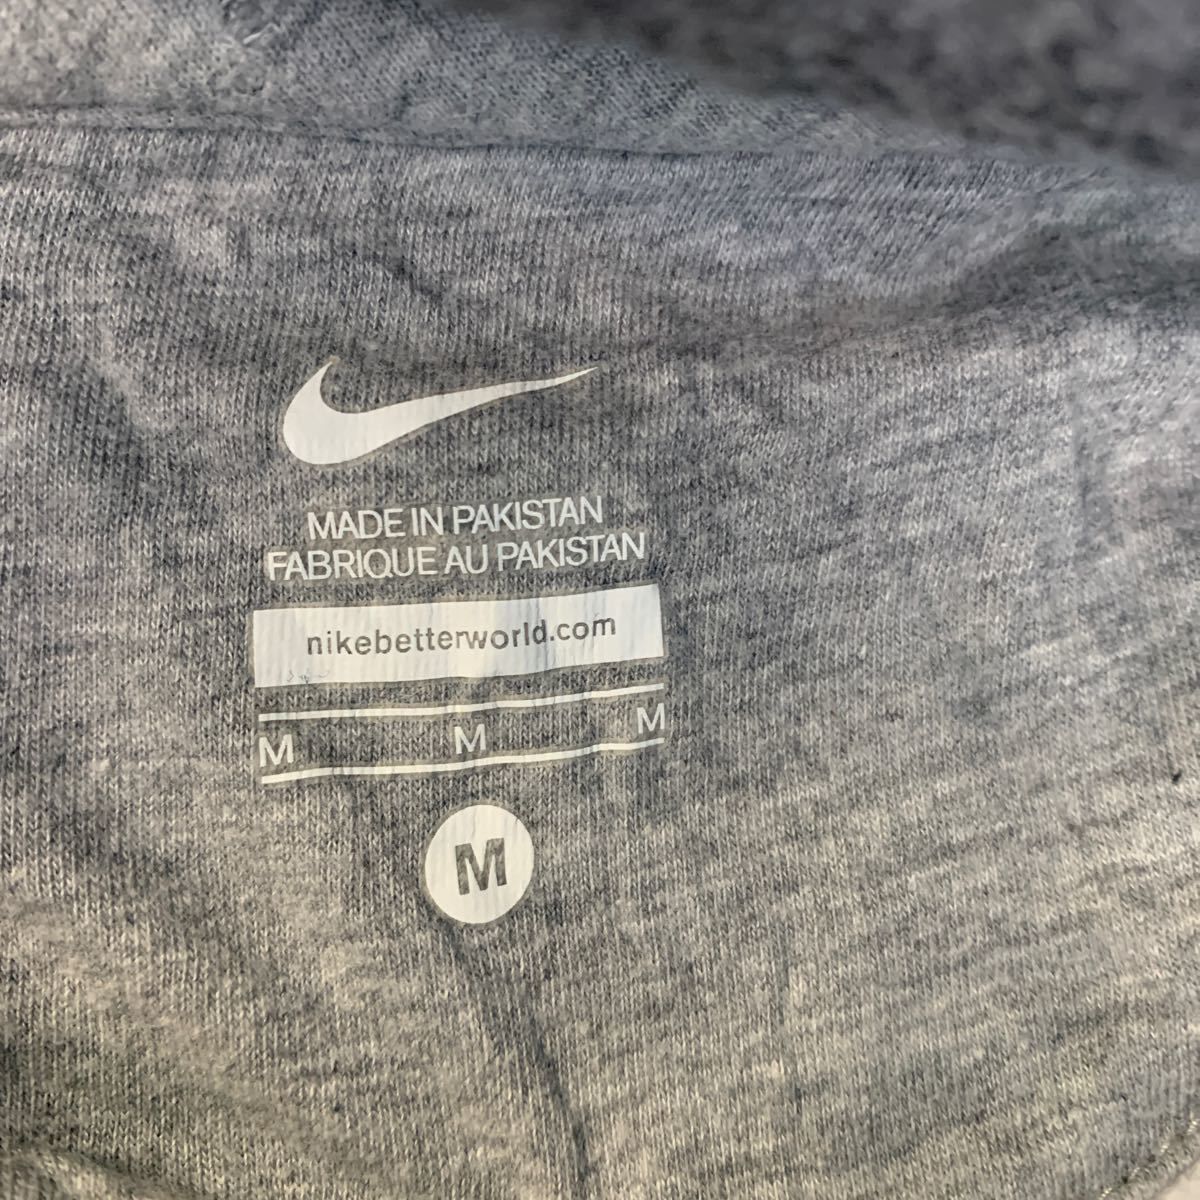 MADE IN PAKISTAN
FABRIQUE AU PAKISTAN
nikebetterworld.com
M M M
M